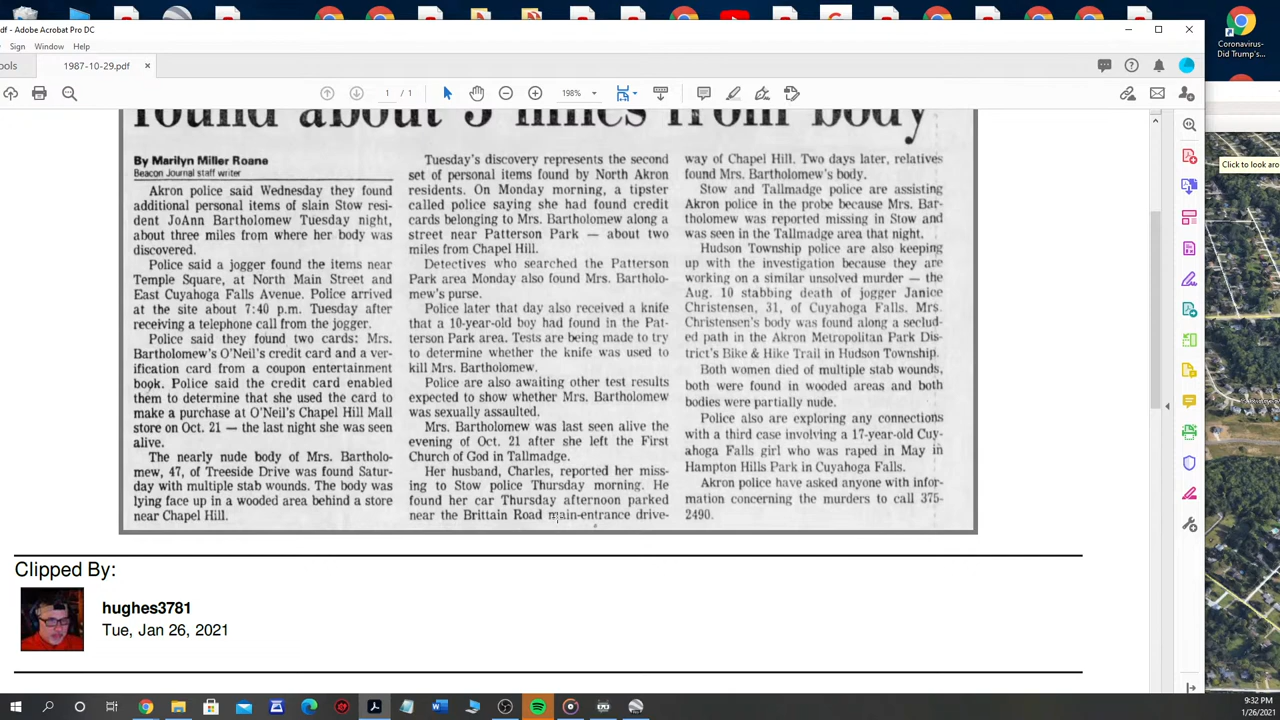 df - Adobe Acrobat Pro DC
Sign Window Help
ools
1987-10-29.pdf
1 / 1
198%
Coronavirus-
Did Trump's...
Click to look aro
found about 3 miles from body
By Marilyn Miller Roane
Beacon Journal staff writer
Akron police said Wednesday they found
additional personal items of slain Stow resi-
dent JoAnn Bartholomew Tuesday night,
about three miles from where her body was
discovered.
Police said a jogger found the items near
Temple Square, at North Main Street and
East Cuyahoga Falls Avenue. Police arrived
at the site about 7:40 p.m. Tuesday after
receiving a telephone call from the jogger.
Police said they found two cards: Mrs.
Bartholomew's O'Neil's credit card and a ver-
ification card from a coupon entertainment
book. Police said the credit card enabled
them to determine that she used the card to
make a purchase at O'Neil's Chapel Hill Mall
store on Oct. 21 — the last night she was seen
alive.
The nearly nude body of Mrs. Bartholo-
mew, 47, of Treeside Drive was found Satur-
day with multiple stab wounds. The body was
lying face up in a wooded area behind a store
near Chapel Hill.
Tuesday's discovery represents the second
set of personal items found by North Akron
residents. On Monday morning, a tipster
called police saying she had found credit
cards belonging to Mrs. Bartholomew along a
street near Patterson Park — about two
miles from Chapel Hill.
Detectives who searched the Patterson
Park area Monday also found Mrs. Bartholo-
mew's purse.
Police later that day also received a knife
that a 10-year-old boy had found in the Pat-
terson Park area. Tests are being made to try
to determine whether the knife was used to
kill Mrs. Bartholomew.
Police are also awaiting other test results
expected to show whether Mrs. Bartholomew
was sexually assaulted.
Mrs. Bartholomew was last seen alive the
evening of Oct. 21 after she left the First
Church of God in Tallmadge.
Her husband, Charles, reported her miss-
ing to Stow police Thursday morning. He
found her car Thursday afternoon parked
near the Brittain Road main-entrance drive-
way of Chapel Hill. Two days later, relatives
found Mrs. Bartholomew's body.
Stow and Tallmadge police are assisting
Akron police in the probe because Mrs. Bar-
tholomew was reported missing in Stow and
was seen in the Tallmadge area that night.
Hudson Township police are also keeping
up with the investigation because they are
working on a similar unsolved murder — the
Aug. 10 stabbing death of jogger Janice
Christensen, 31, of Cuyahoga Falls. Mrs.
Christensen's body was found along a seclud-
ed path in the Akron Metropolitan Park Dis-
trict's Bike & Hike Trail in Hudson Township.
Both women died of multiple stab wounds,
both were found in wooded areas and both
bodies were partially nude.
Police also are exploring any connections
with a third case involving a 17-year-old Cuy-
ahoga Falls girl who was raped in May in
Hampton Hills Park in Cuyahoga Falls.
Akron police have asked anyone with infor-
mation concerning the murders to call 375-
2490.
Clipped By:
hughes3781
Tue, Jan 26, 2021
9:32 PM
1/26/2021